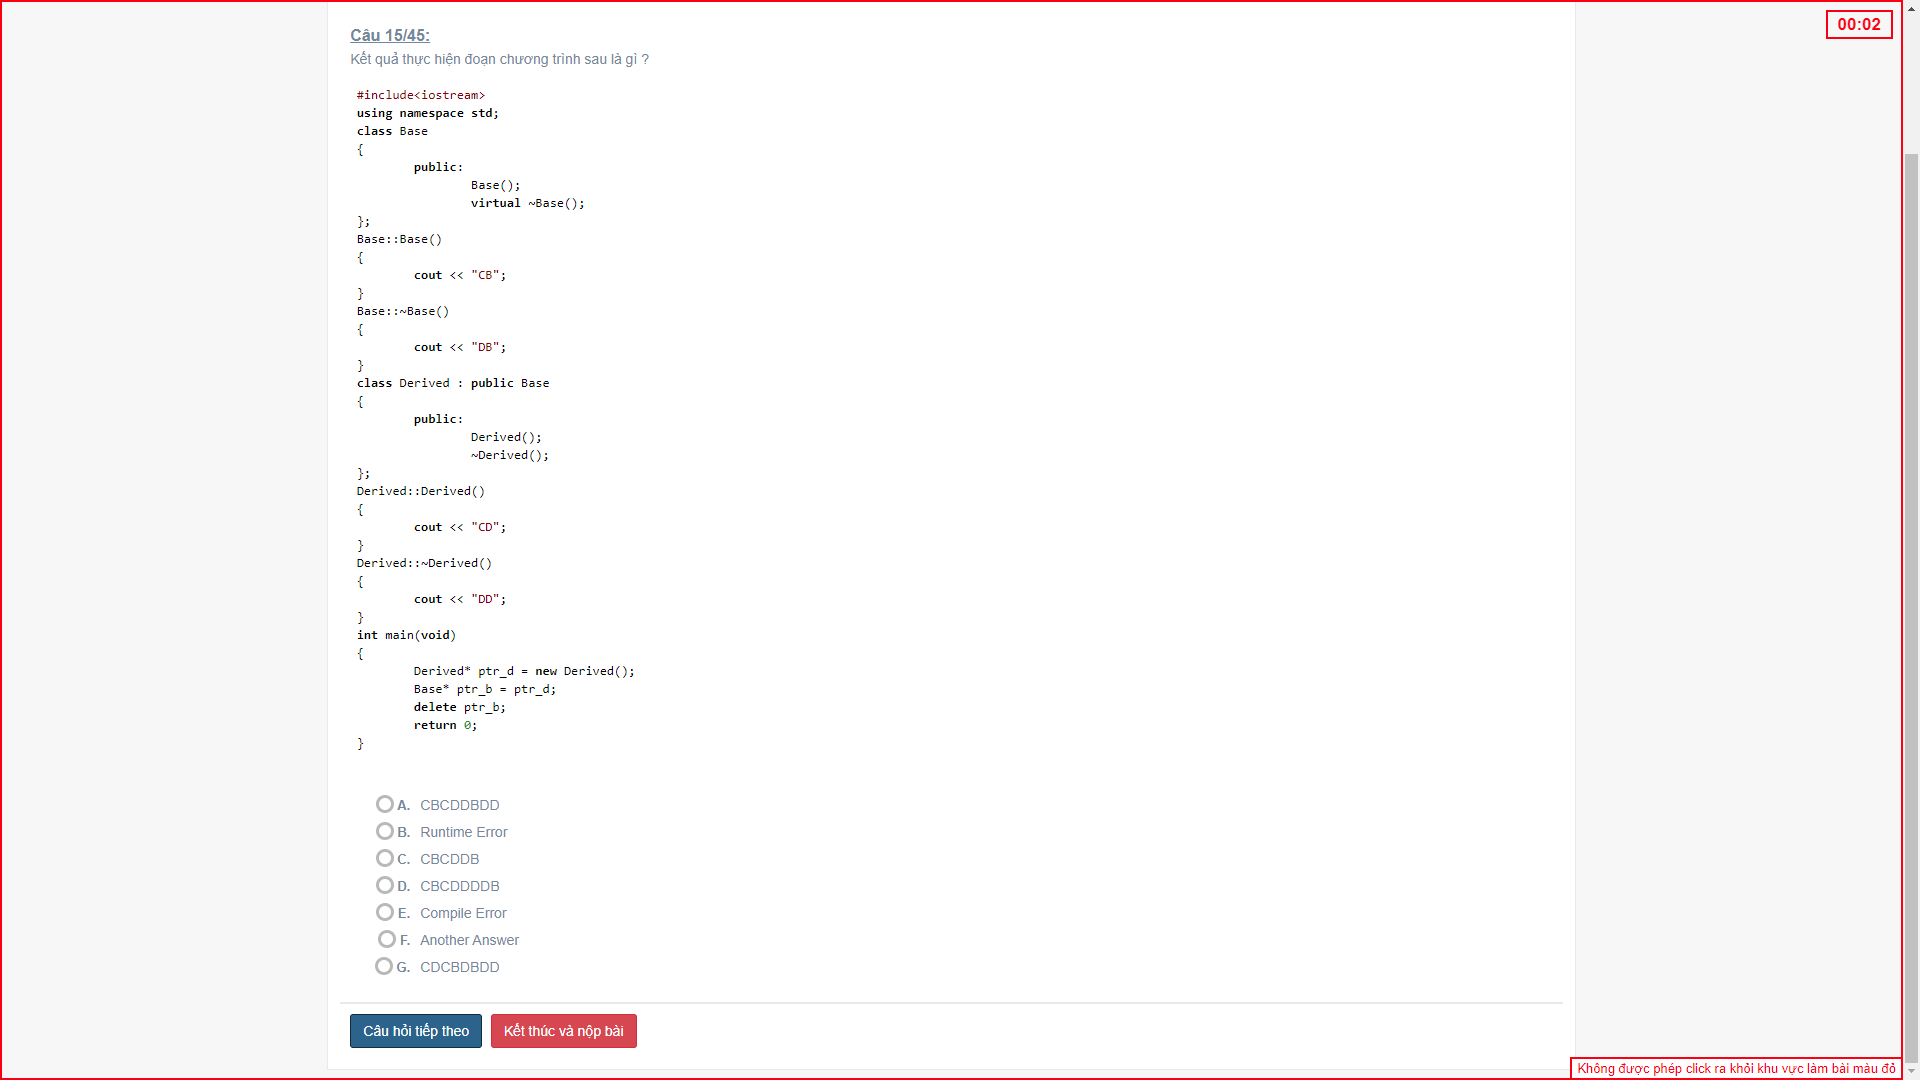 00:02
Câu 15/45:
Kết quả thực hiện đoạn chương trình sau là gì ?
#include<iostream>
using namespace std;
class Base
{
public:
Base();
virtual ~Base();
};
Base::Base()
{
cout << "CB";
}
Base::~Base()
{
cout << "DB";
}
class Derived : public Base
{
public:
Derived();
~Derived();
};
Derived::Derived()
{
cout << "CD";
}
Derived::~Derived()
{
cout << "DD";
}
int main(void)
{
Derived* ptr_d = new Derived();
Base* ptr_b = ptr_d;
delete ptr_b;
return 0;
}
A. CBCDDBDD
B. Runtime Error
C. CBCDDB
D. CBCDDDDB
E. Compile Error
F. Another Answer
G. CDCBDBDD
Câu hỏi tiếp theo Kết thúc và nộp bài
Không được phép click ra khỏi khu vực làm bài màu đỏ